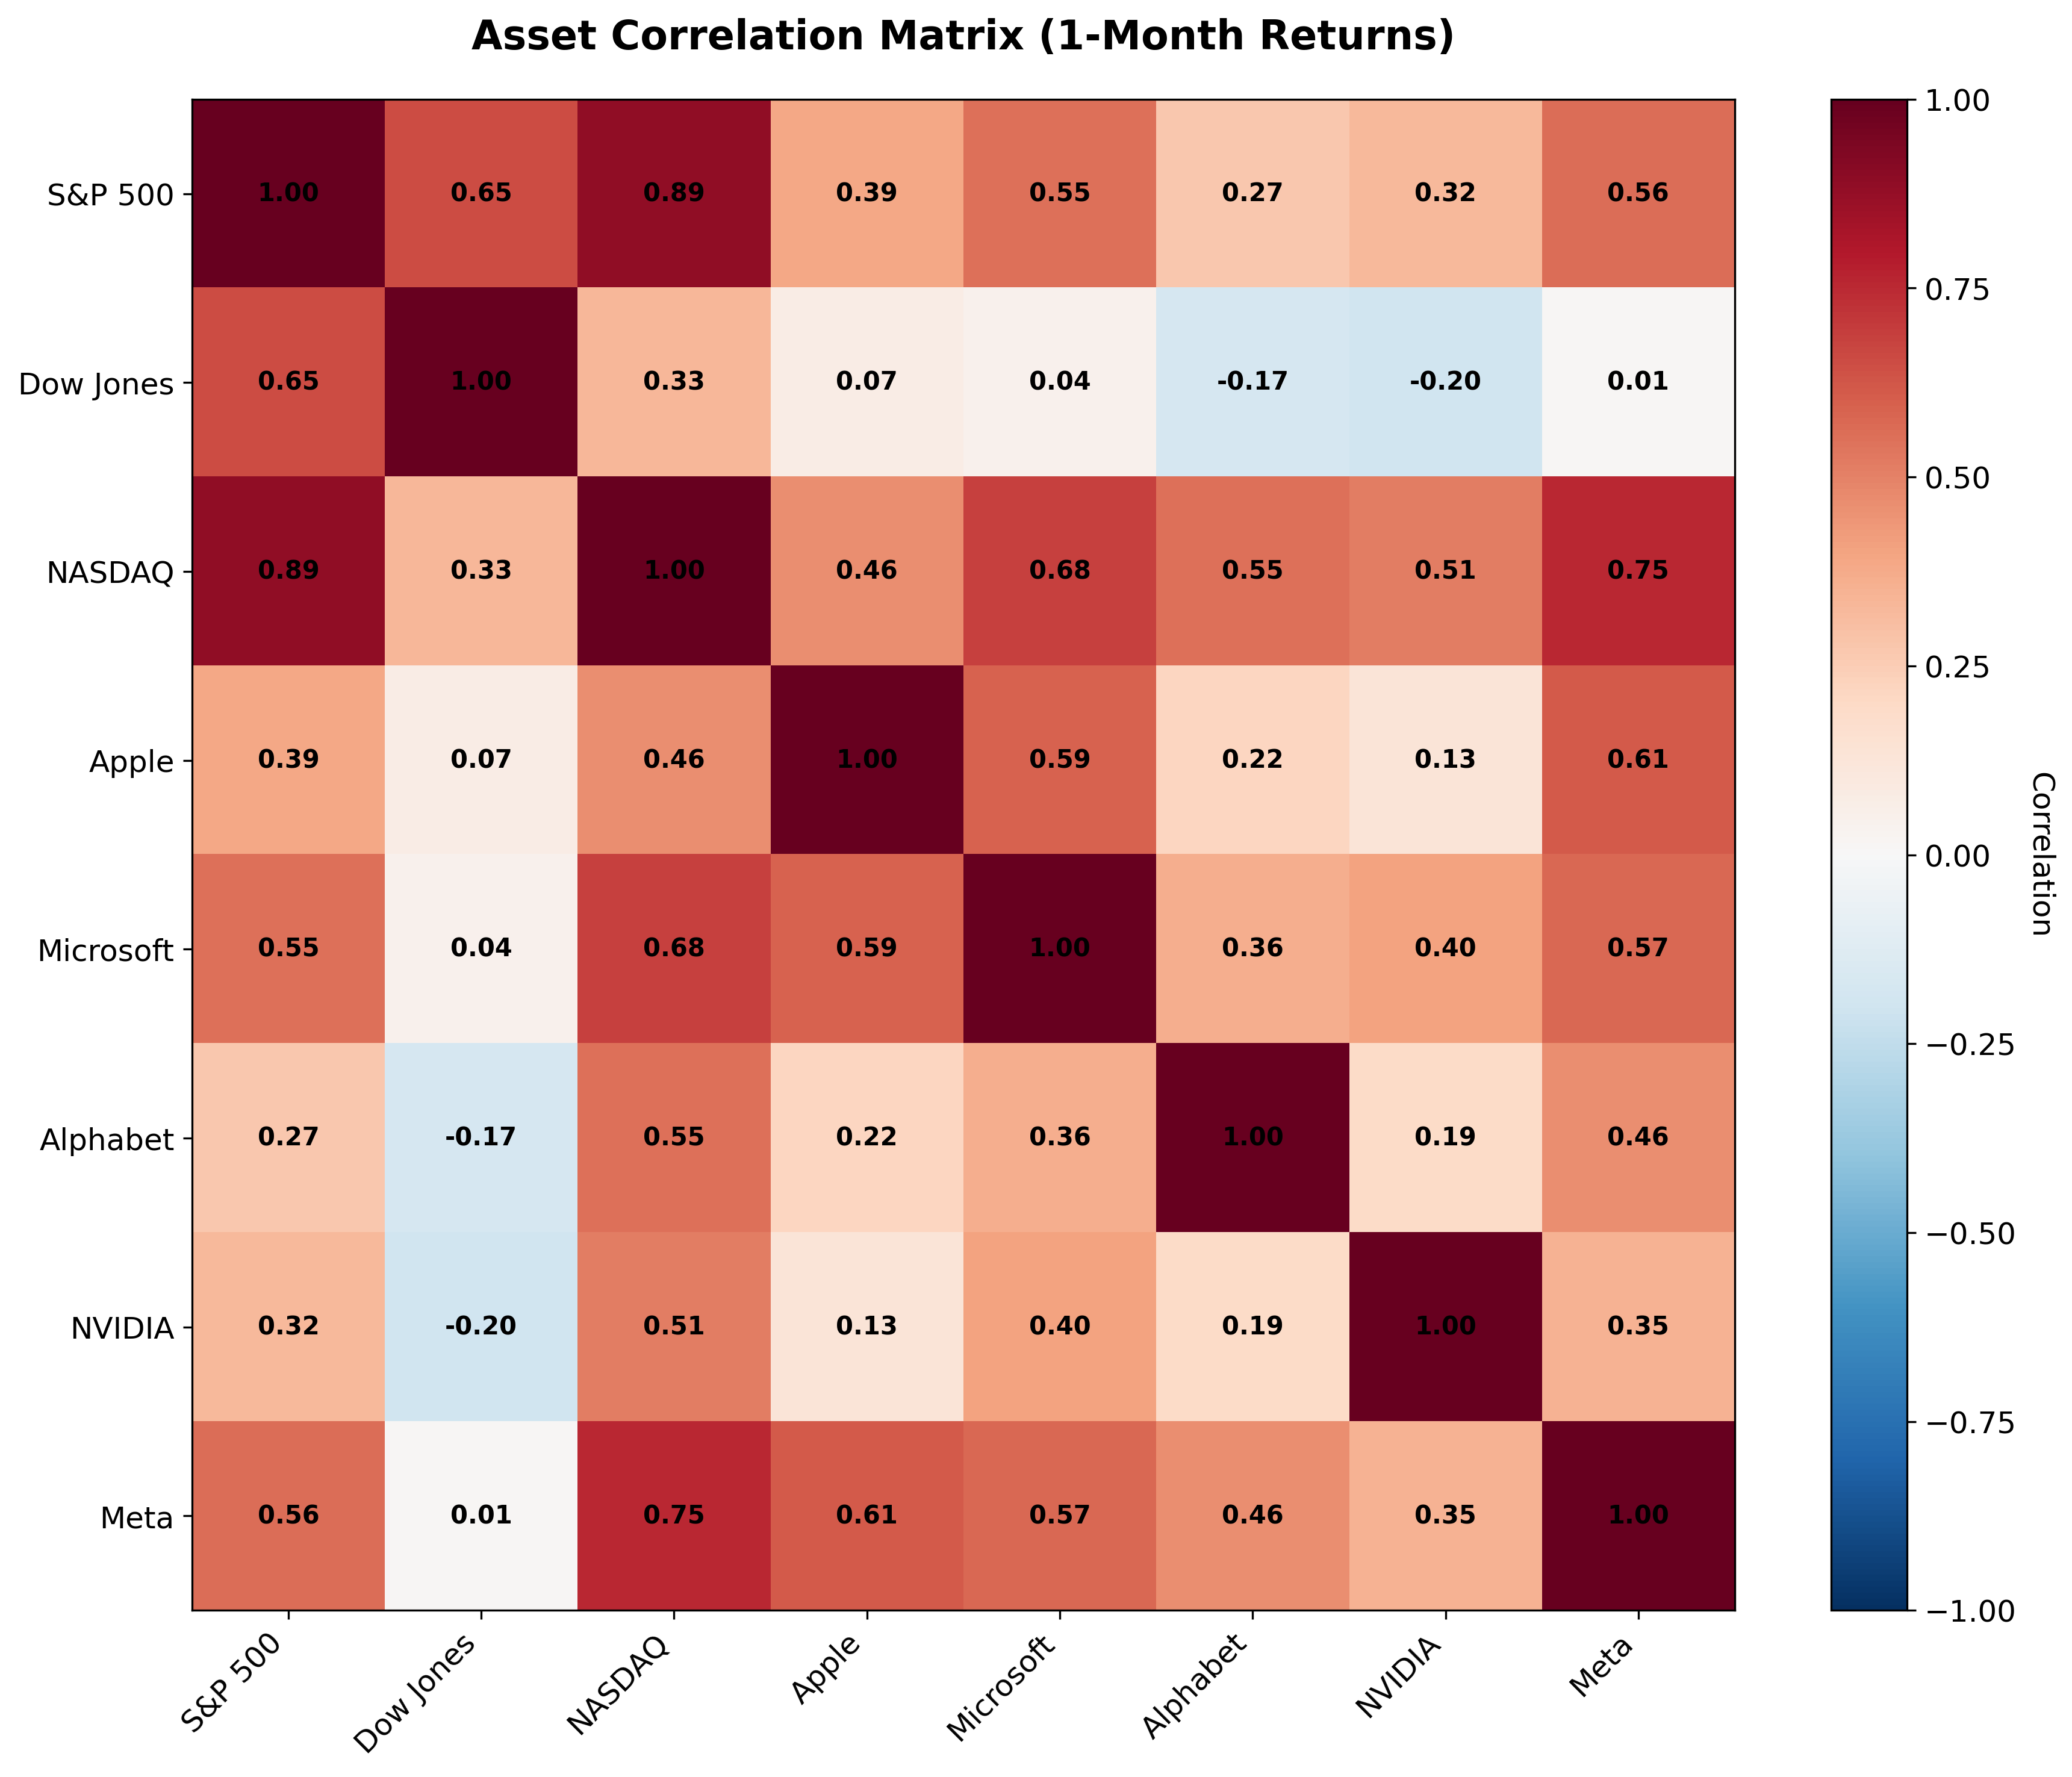 Asset Correlation Matrix (1-Month Returns)
S&P 500 1.00 0.65 0.89 0.39 0.55 0.27 0.32 0.56
Dow Jones 0.65 1.00 0.33 0.07 0.04 -0.17 -0.20 0.01
NASDAQ 0.89 0.33 1.00 0.46 0.68 0.55 0.51 0.75
Apple 0.39 0.07 0.46 1.00 0.59 0.22 0.13 0.61
Microsoft 0.55 0.04 0.68 0.59 1.00 0.36 0.40 0.57
Alphabet 0.27 -0.17 0.55 0.22 0.36 1.00 0.19 0.46
NVIDIA 0.32 -0.20 0.51 0.13 0.40 0.19 1.00 0.35
Meta 0.56 0.01 0.75 0.61 0.57 0.46 0.35 1.00
S&P 500 Dow Jones NASDAQ Apple Microsoft Alphabet NVIDIA Meta
1.00
0.75
0.50
0.25
0.00
−0.25
−0.50
−0.75
−1.00
Correlation